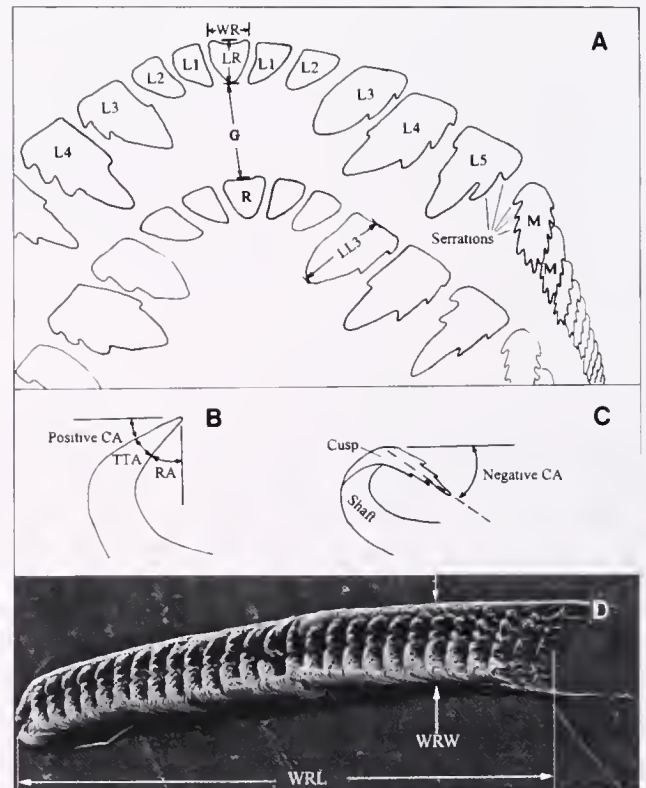 WR
A
LR
L1
L1
L2
L2
L3
L3
L4
L4
G
L5
R
M
LL3
Serrations
M
B
C
Positive CA
Cusp
TTA
RA
Negative CA
Shaft
D
WRW
WRL